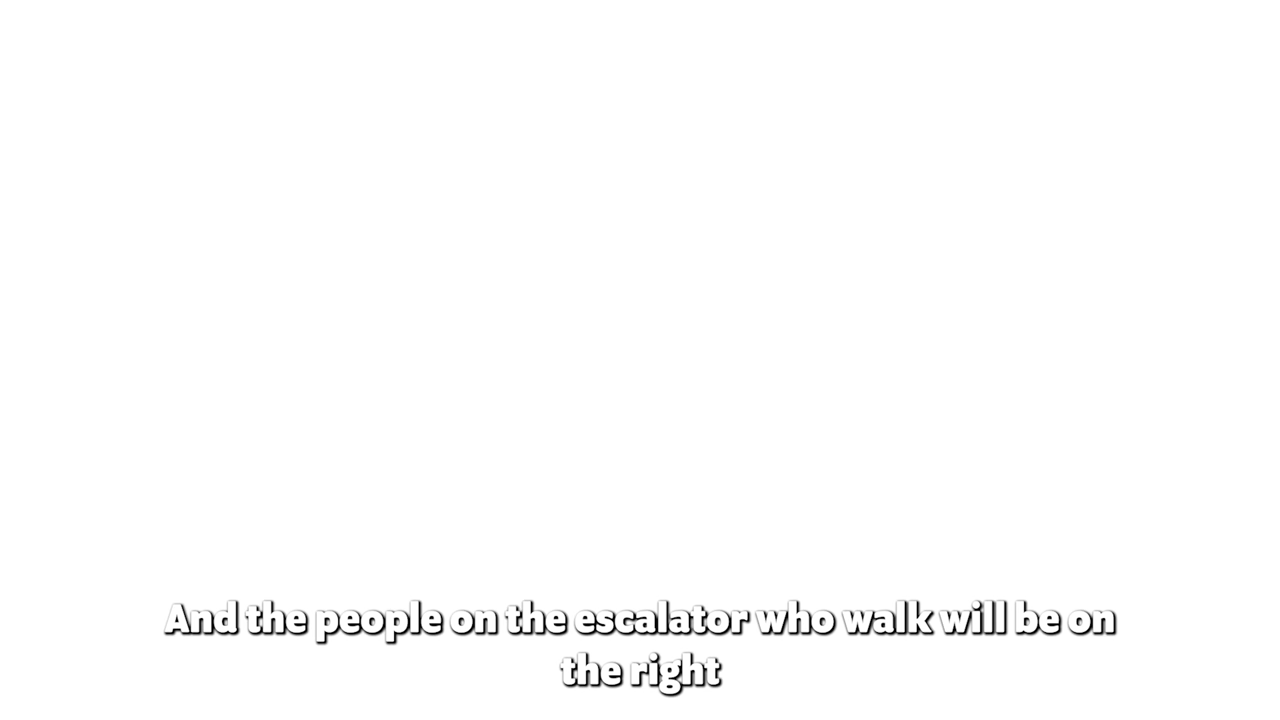 And the people on the escalator who walk will be on
the right